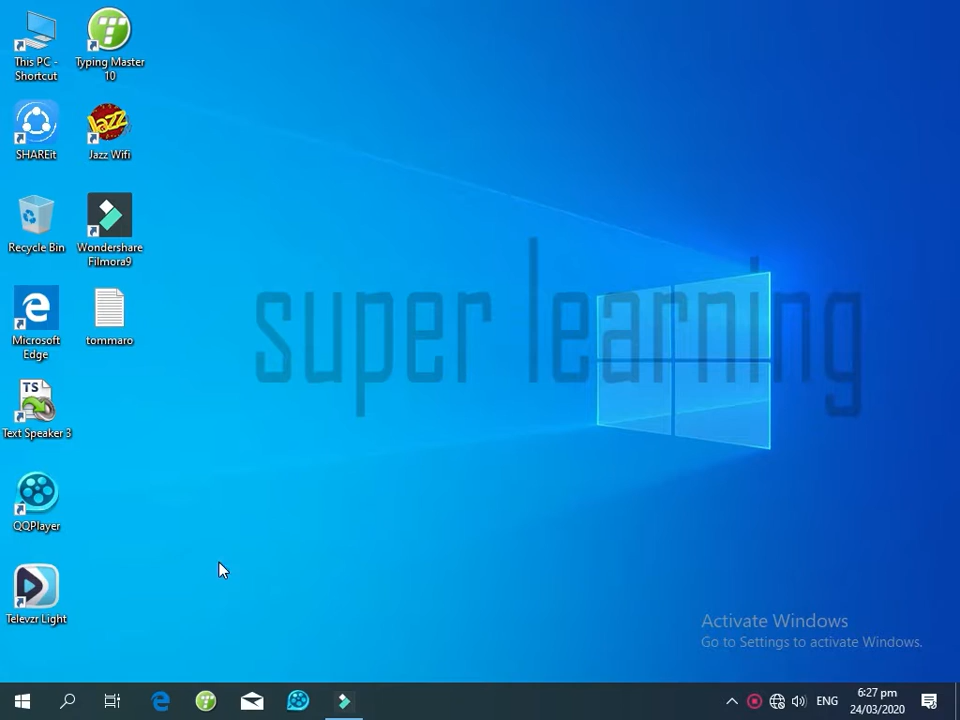 This PC -
Shortcut
Typing Master
10
SHAREit
Jazz
Jazz Wifi
Recycle Bin
Wondershare
Filmora9
Microsoft
Edge
tommaro
TS
Text Speaker 3
QQPlayer
Televzr Light
super learning
Activate Windows
Go to Settings to activate Windows.
ENG
6:27 pm
24/03/2020